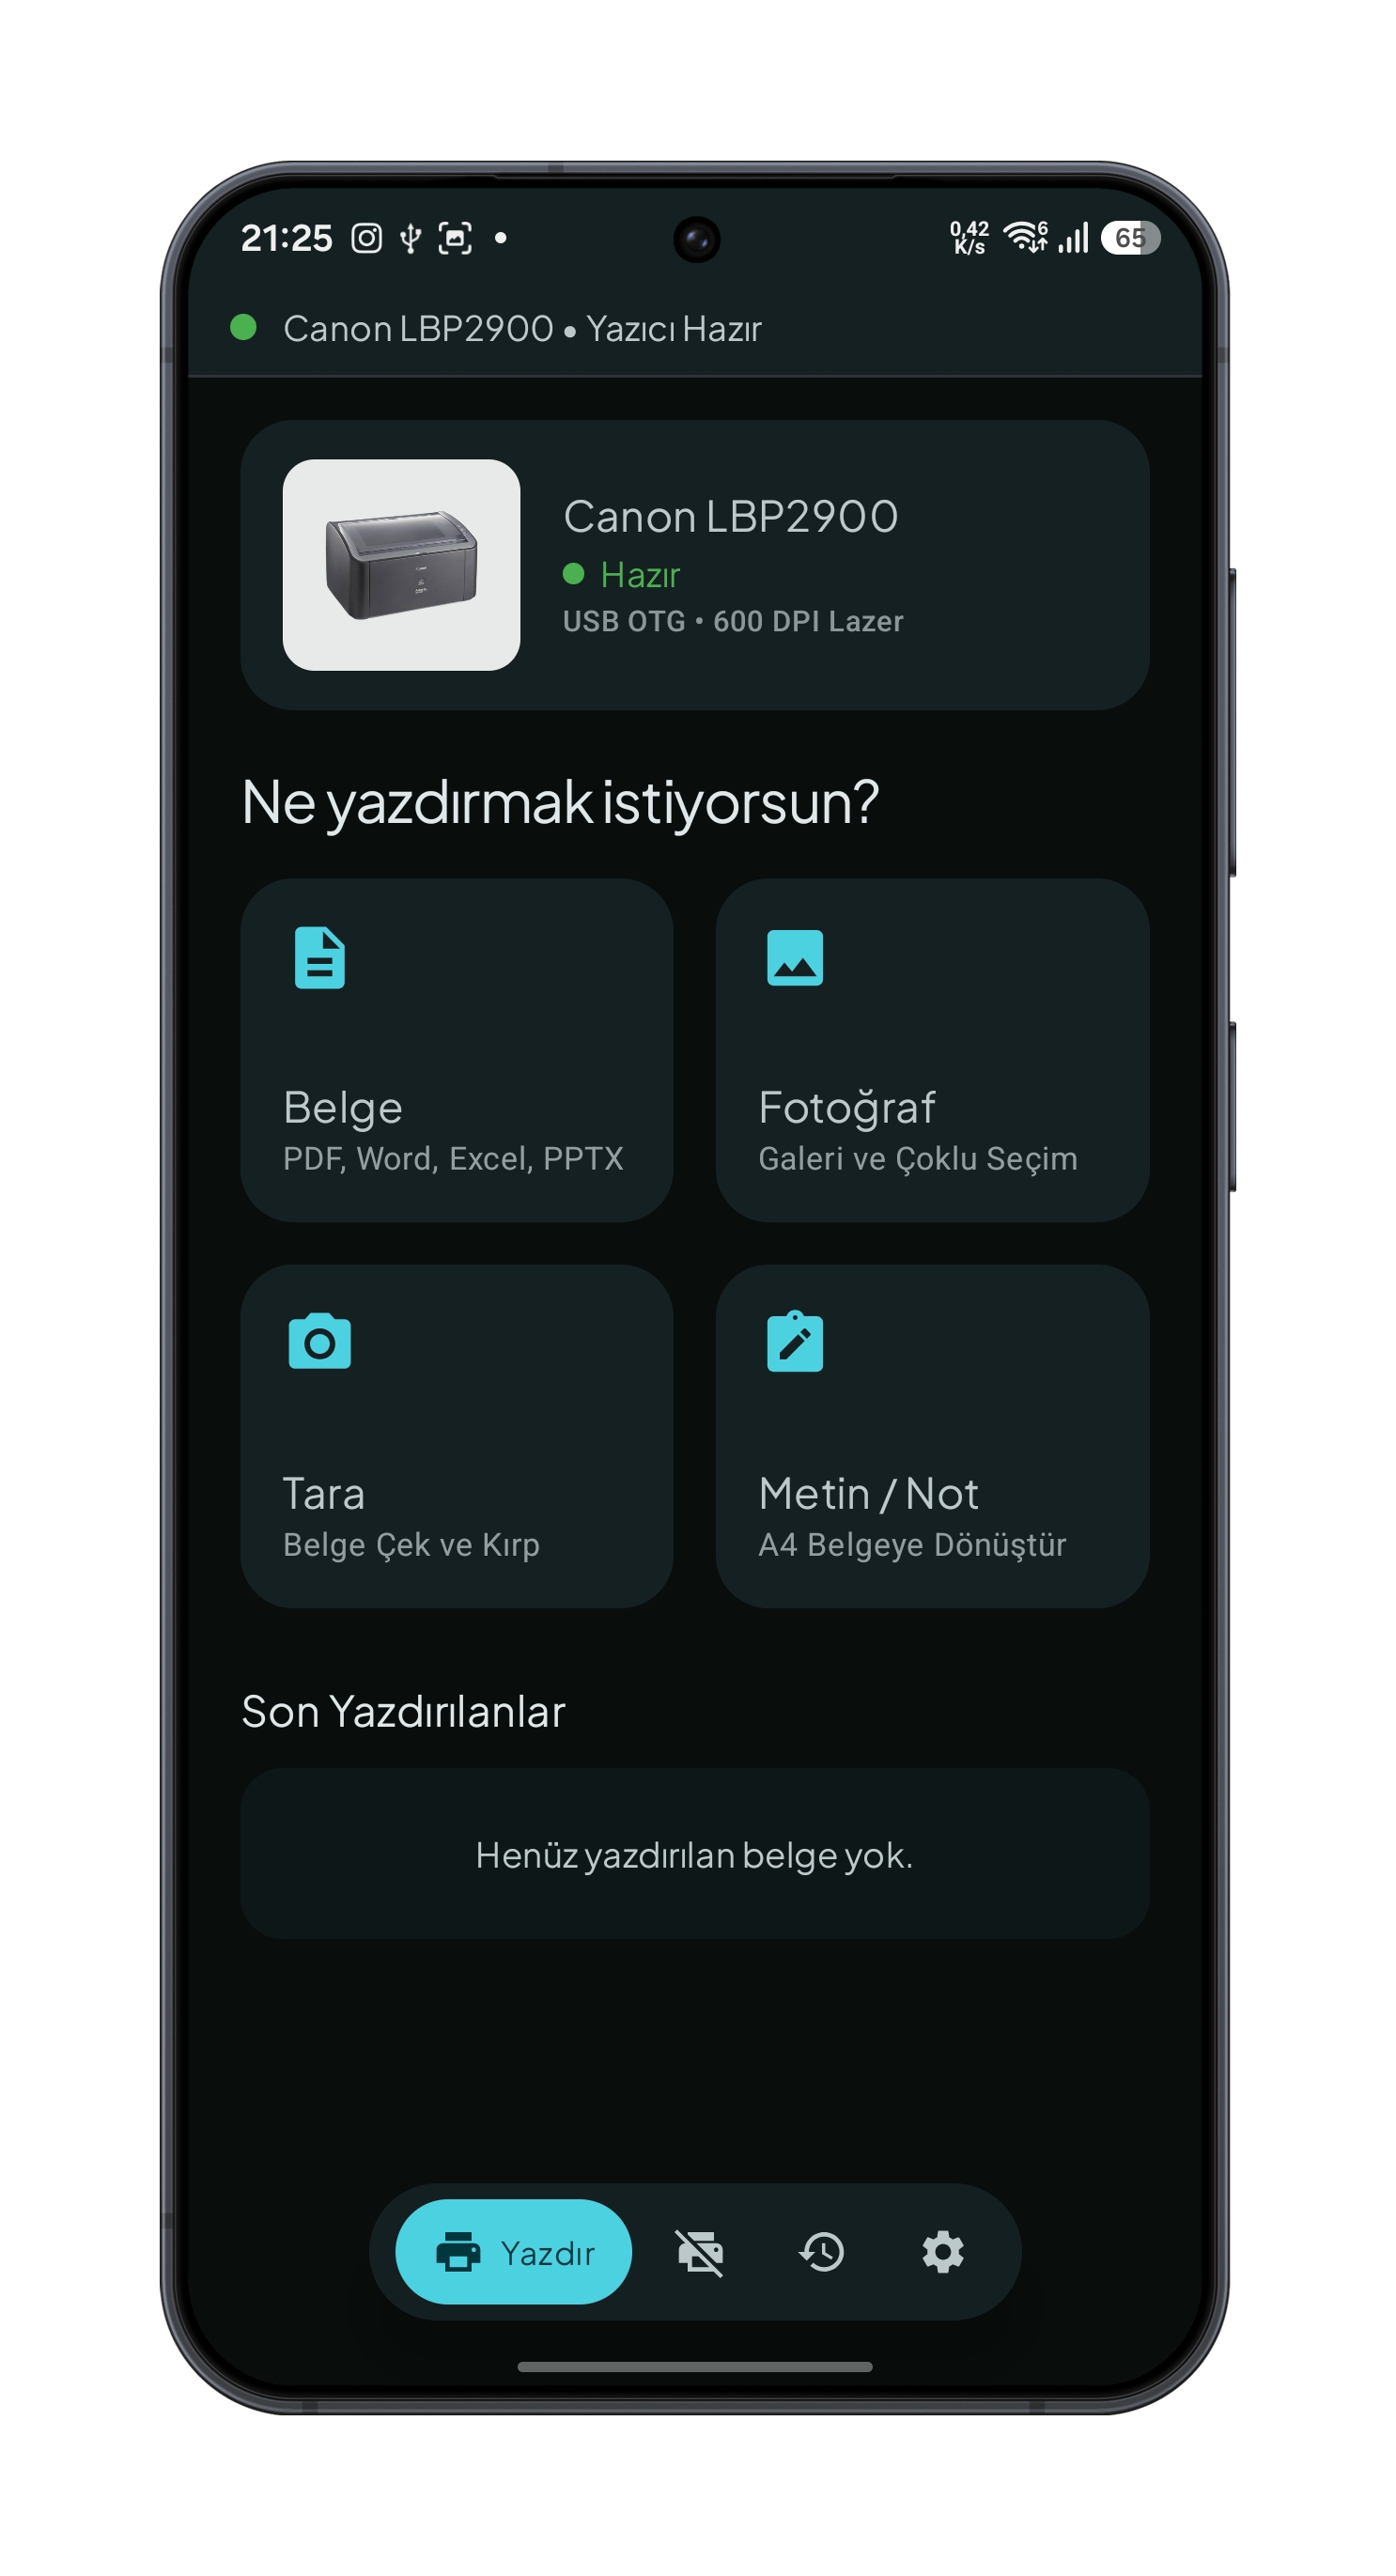 21:25
0,42 K/s
6
65
Canon LBP2900 • Yazıcı Hazır
Canon LBP2900
Hazır
USB OTG • 600 DPI Lazer
Ne yazdırmak istiyorsun?
Belge
PDF, Word, Excel, PPTX
Fotoğraf
Galeri ve Çoklu Seçim
Tara
Belge Çek ve Kırp
Metin / Not
A4 Belgeye Dönüştür
Son Yazdırılanlar
Henüz yazdırılan belge yok.
Yazdır